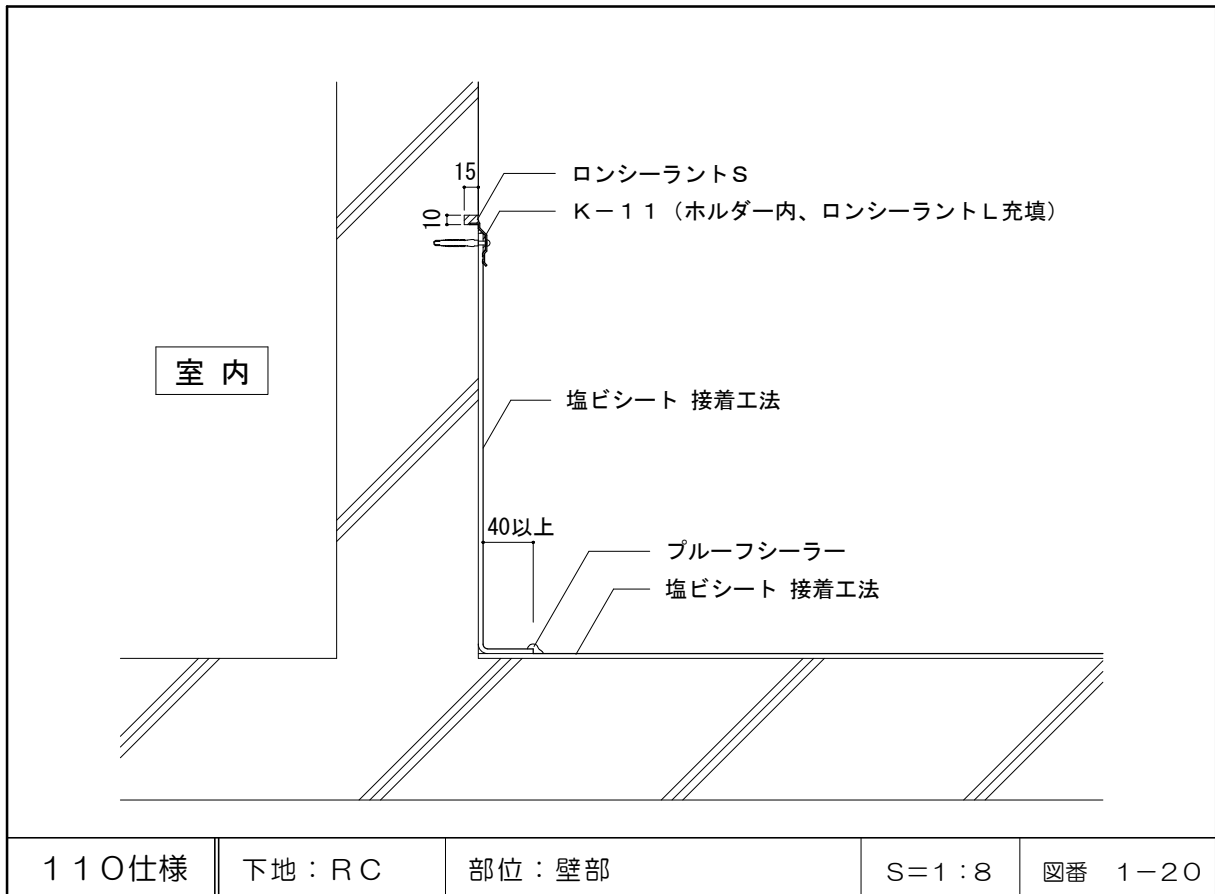 15
ロンシーラントS
10
K－11（ホルダー内、ロンシーラントL充填）
室 内
塩ビシート 接着工法
40以上
プルーフシーラー
塩ビシート 接着工法
110仕様
下地：RC
部位：壁部
S=1：8
図番 1−20